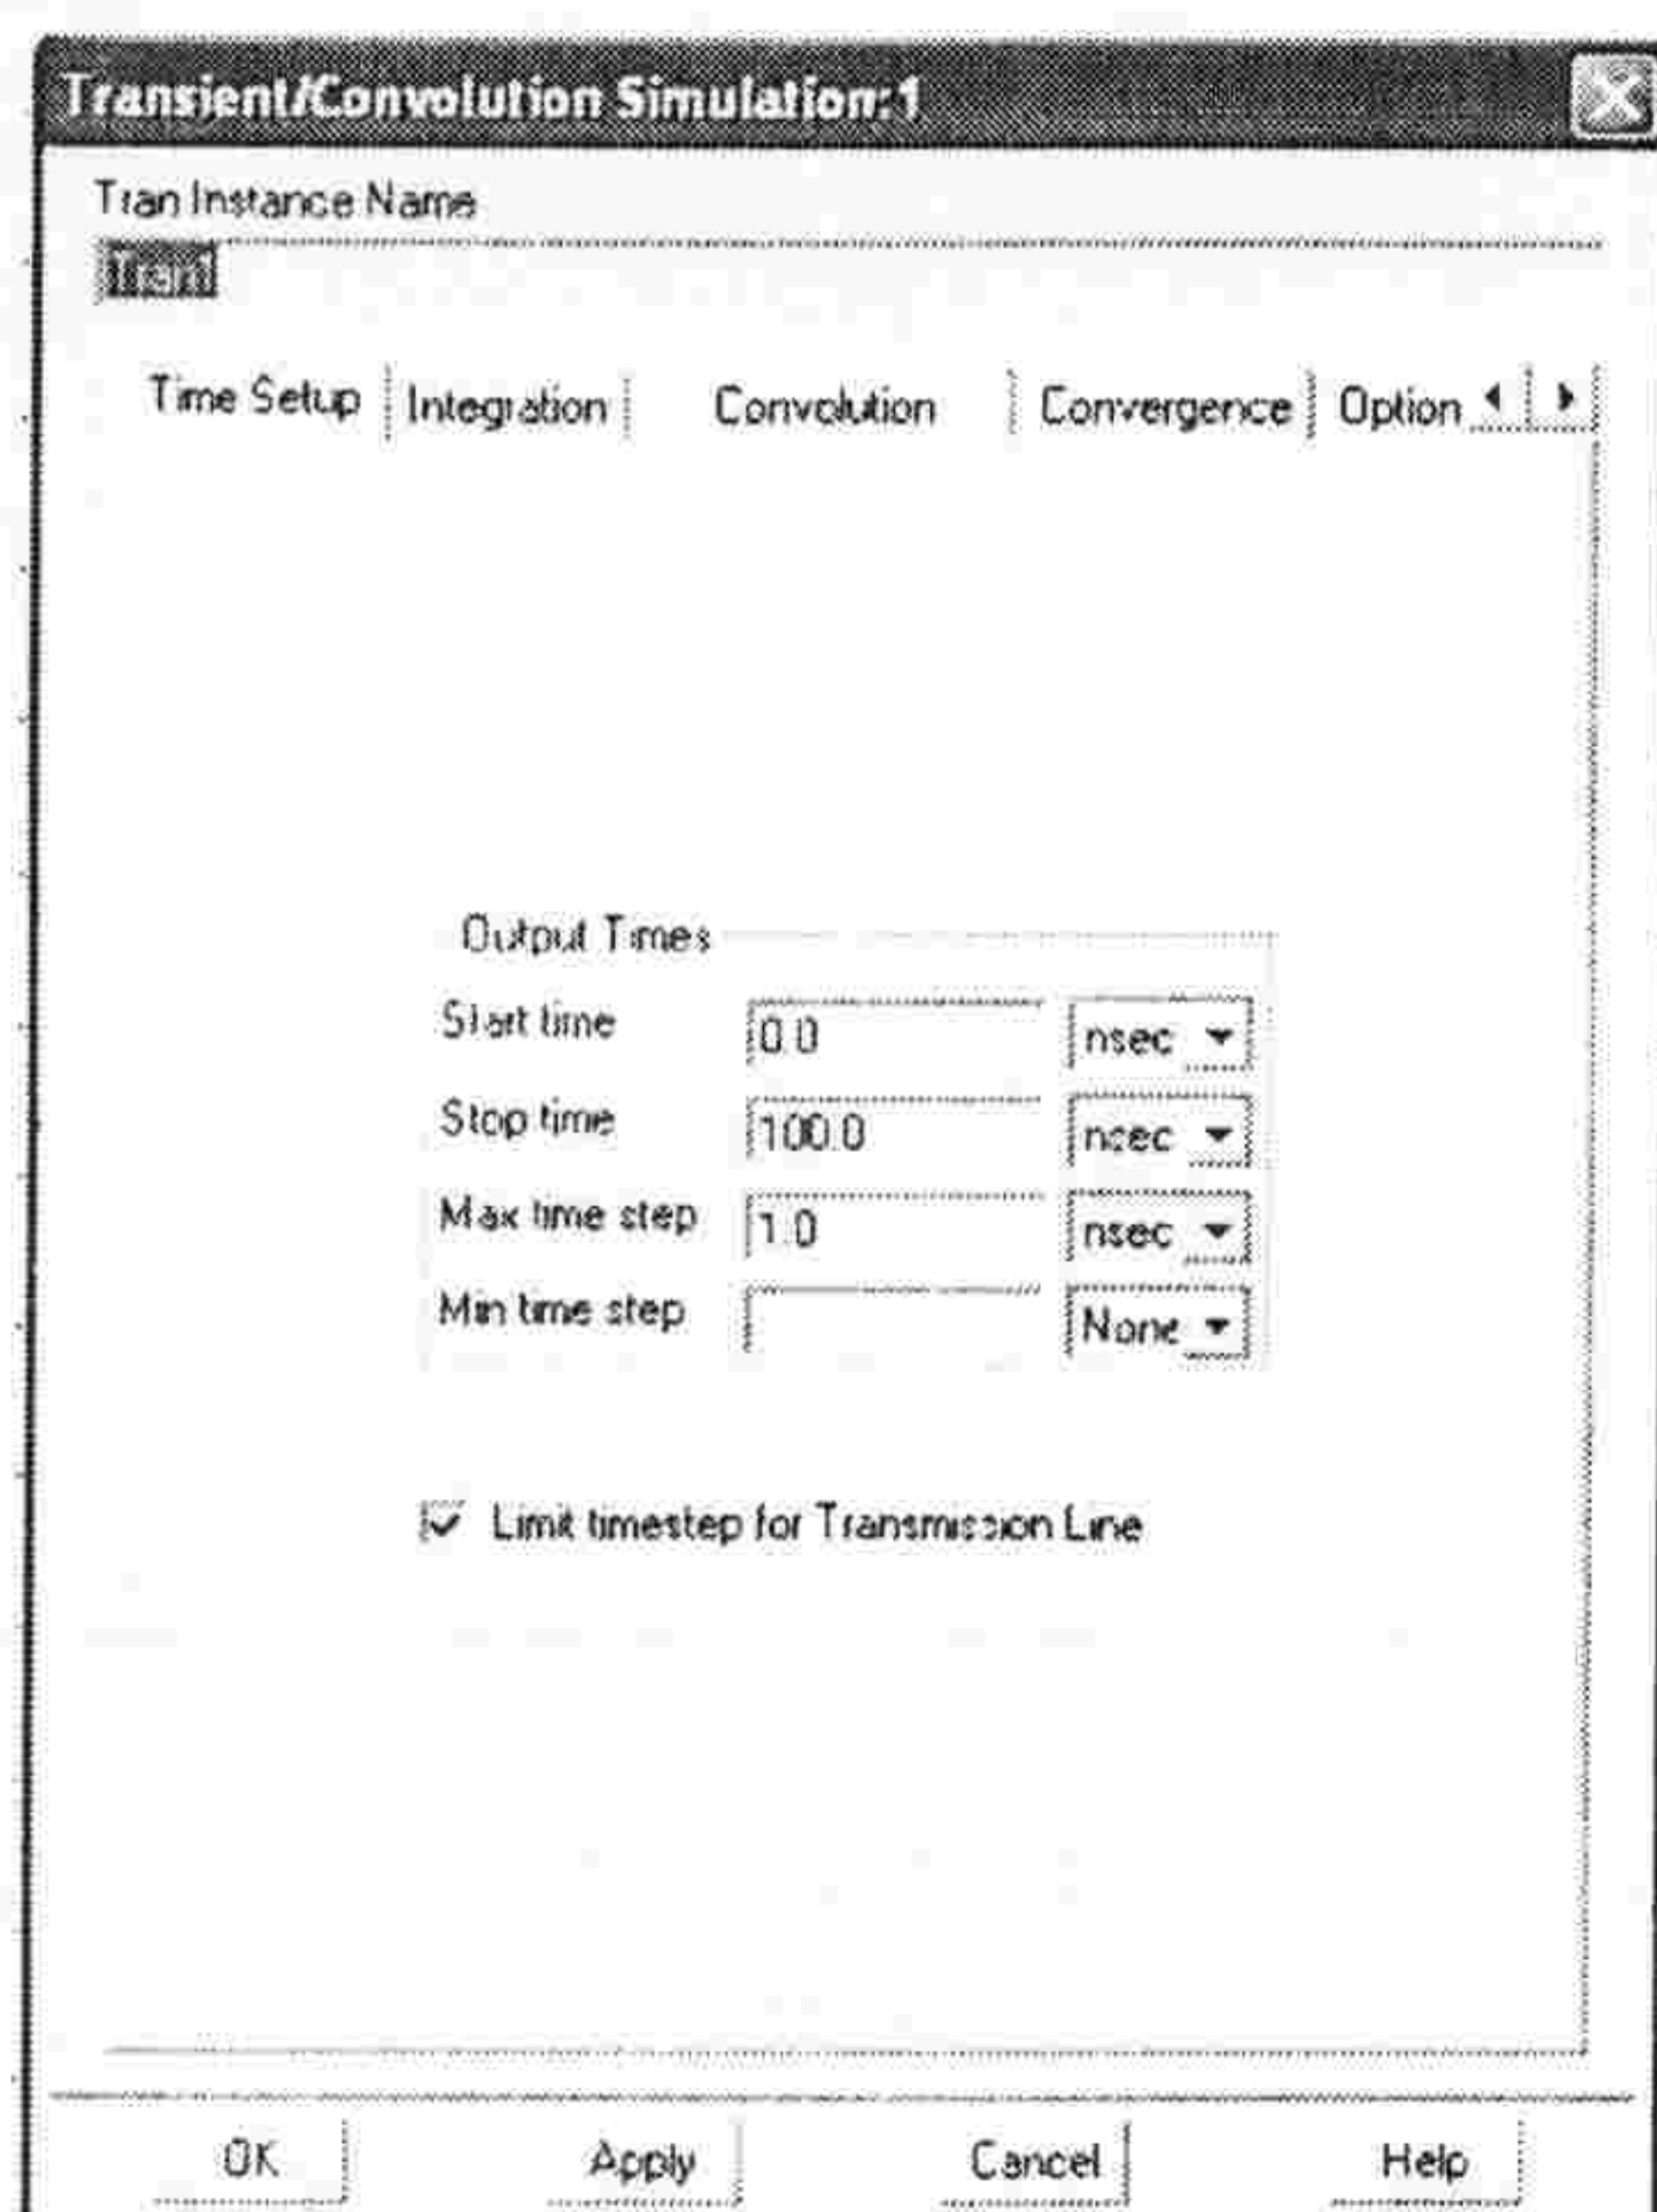 Transient/Convolution Simulation:1
Tran Instance Name
Tran1
Time Setup Integration Convolution Convergence Option
Output Times
Start time 0.0 nsec
Stop time 100.0 nsec
Max time step 1.0 nsec
Min time step None
Limit timestep for Transmission Line
OK Apply Cancel Help